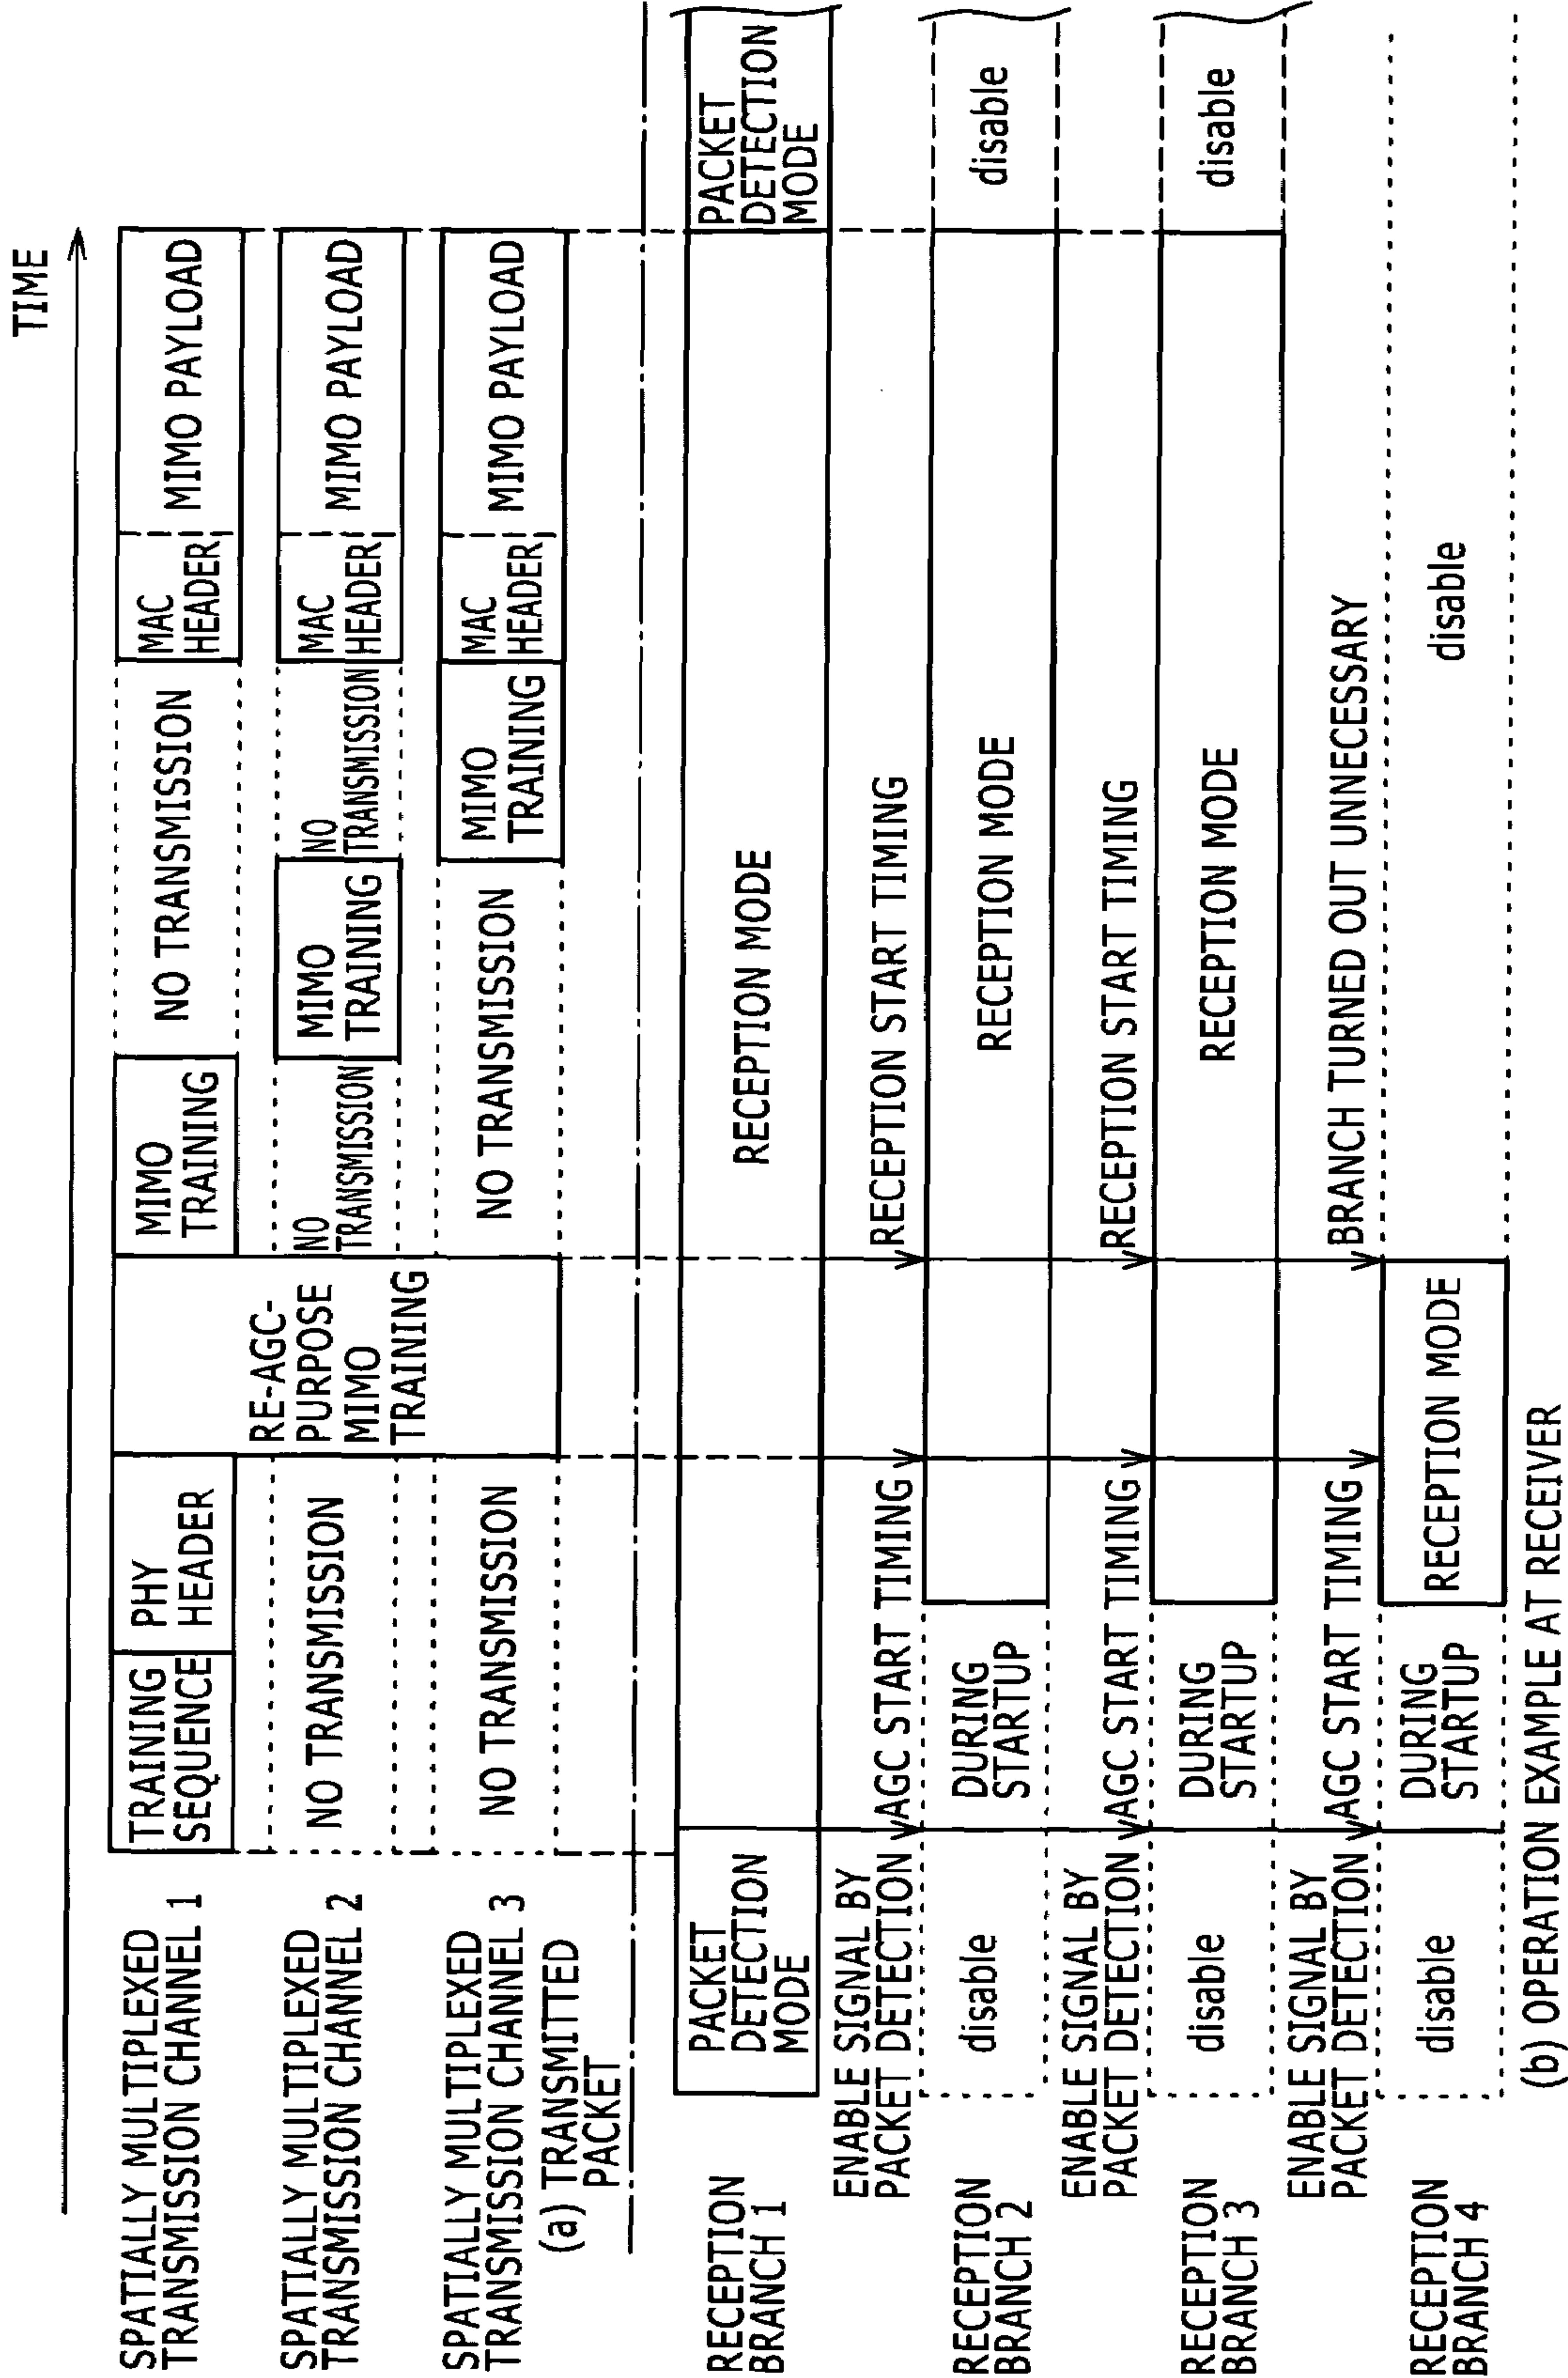 TIME
SPATIALLY MULTIPLEXED
TRANSMISSION CHANNEL 1
TRAINING
SEQUENCE
PHY
HEADER
RE-AGC-
PURPOSE
MIMO
TRAINING
MIMO
TRAINING
NO TRANSMISSION
MAC
HEADER
MIMO PAYLOAD
SPATIALLY MULTIPLEXED
TRANSMISSION CHANNEL 2
NO TRANSMISSION
NO
TRANSMISSION
MIMO
TRAINING
NO
TRANSMISSION
MAC
HEADER
MIMO PAYLOAD
SPATIALLY MULTIPLEXED
TRANSMISSION CHANNEL 3
NO TRANSMISSION
NO TRANSMISSION
MIMO
TRAINING
MAC
HEADER
MIMO PAYLOAD
(a) TRANSMITTED
PACKET
RECEPTION
BRANCH 1
PACKET
DETECTION
MODE
RECEPTION MODE
PACKET
DETECTION
MODE
ENABLE SIGNAL BY
PACKET DETECTION
AGC START TIMING
RECEPTION START TIMING
RECEPTION
BRANCH 2
disable
DURING
STARTUP
RECEPTION MODE
disable
ENABLE SIGNAL BY
PACKET DETECTION
AGC START TIMING
RECEPTION START TIMING
RECEPTION
BRANCH 3
disable
DURING
STARTUP
RECEPTION MODE
disable
ENABLE SIGNAL BY
PACKET DETECTION
AGC START TIMING
BRANCH TURNED OUT UNNECESSARY
RECEPTION
BRANCH 4
disable
DURING
STARTUP
RECEPTION MODE
disable
(b) OPERATION EXAMPLE AT RECEIVER